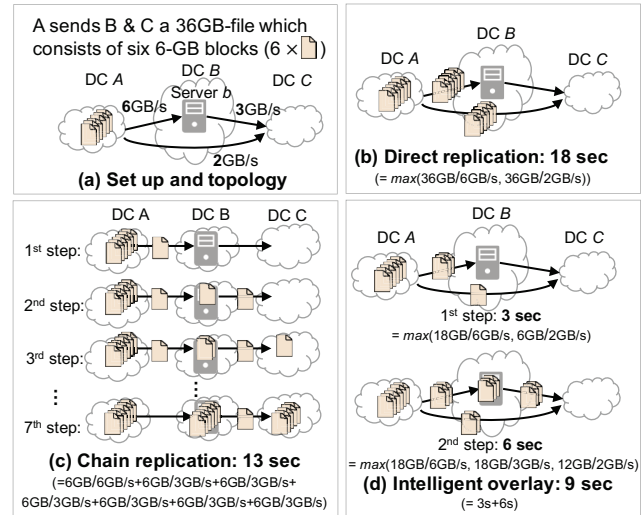 A sends B & C a 36GB-file which
consists of six 6-GB blocks (6 × )
DC A
DC B
DC C
Server b
6GB/s
3GB/s
2GB/s
(a) Set up and topology
DC B
DC A
DC C
(b) Direct replication: 18 sec
(= max(36GB/6GB/s, 36GB/2GB/s))
DC A
DC B
DC C
1st step:
2nd step:
3rd step:
⋮
⋮
7th step:
(c) Chain replication: 13 sec
(=6GB/6GB/s+6GB/3GB/s+6GB/3GB/s+
6GB/3GB/s+6GB/3GB/s+6GB/3GB/s+6GB/3GB/s)
DC B
DC A
DC C
1st step: 3 sec
= max(18GB/6GB/s, 6GB/2GB/s)
2nd step: 6 sec
= max(18GB/6GB/s, 18GB/3GB/s, 12GB/2GB/s)
(d) Intelligent overlay: 9 sec
(= 3s+6s)